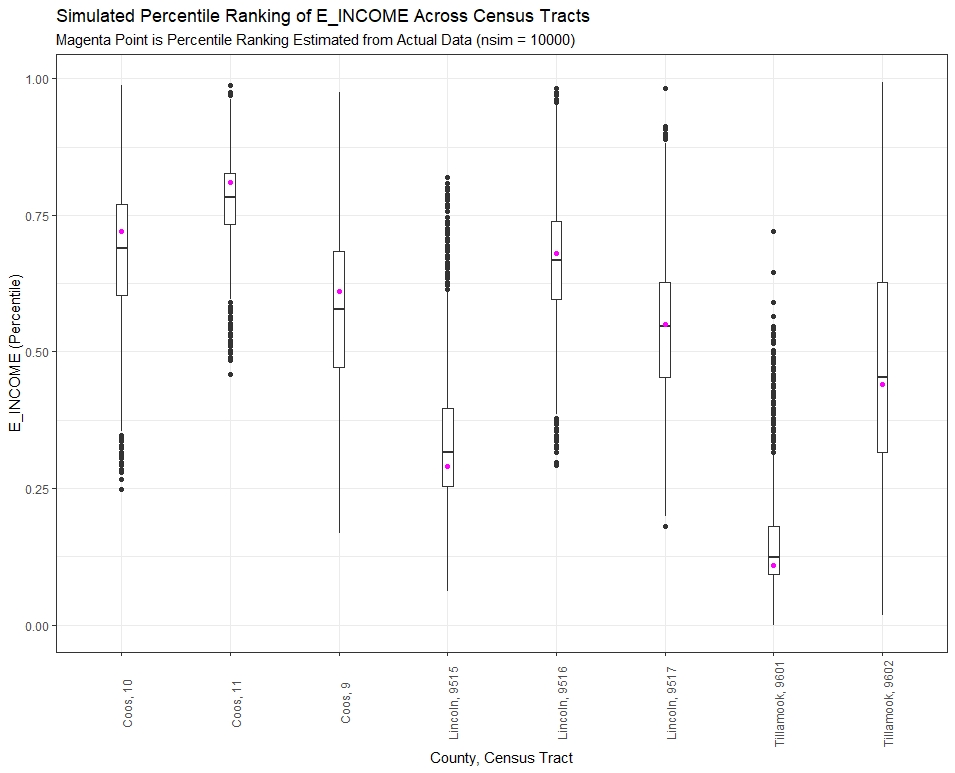 Simulated Percentile Ranking of E_INCOME Across Census Tracts
Magenta Point is Percentile Ranking Estimated from Actual Data (nsim = 10000)
E_INCOME (Percentile)
1.00
0.75
0.50
0.25
0.00
Coos, 10
Coos, 11
Coos, 9
Lincoln, 9515
Lincoln, 9516
Lincoln, 9517
Tillamook, 9601
Tillamook, 9602
County, Census Tract